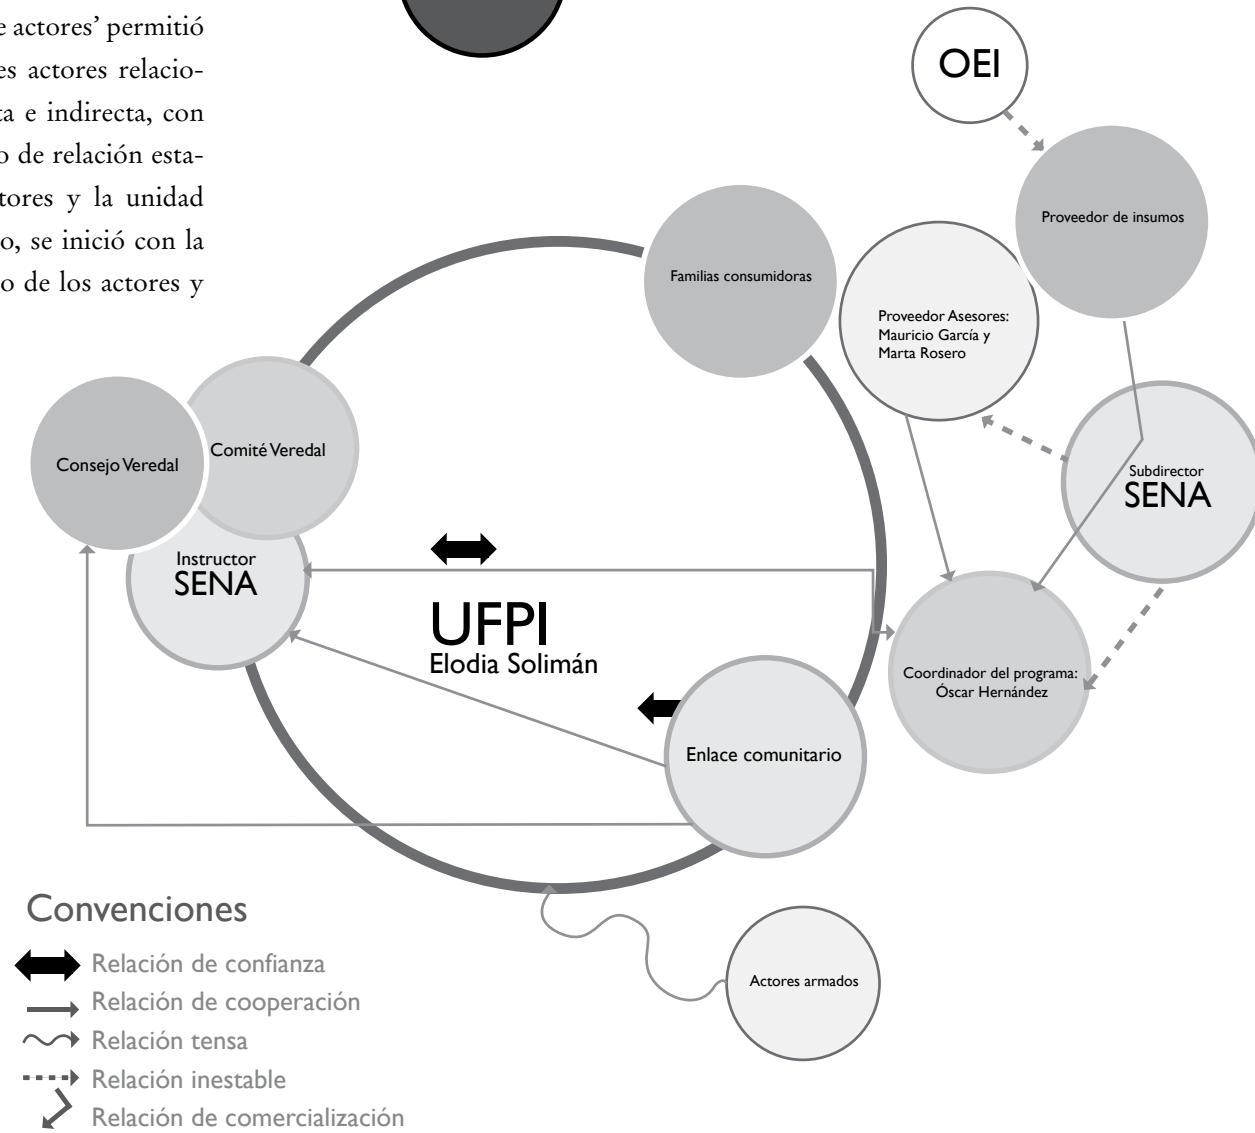 e actores’ permitió
es actores relacio-
ta e indirecta, con
o de relación esta-
tores y la unidad
o, se inició con la
o de los actores y
OEI
Proveedor de insumos
Familias consumidoras
Proveedor Asesores:
Mauricio García y
Marta Rosero
Consejo Veredal
Comité Veredal
Subdirector
SENA
Instructor
SENA
UFPI
Elodia Solimán
Coordinador del programa:
Óscar Hernández
Enlace comunitario
Actores armados
Convenciones
Relación de confianza
Relación de cooperación
Relación tensa
Relación inestable
Relación de comercialización